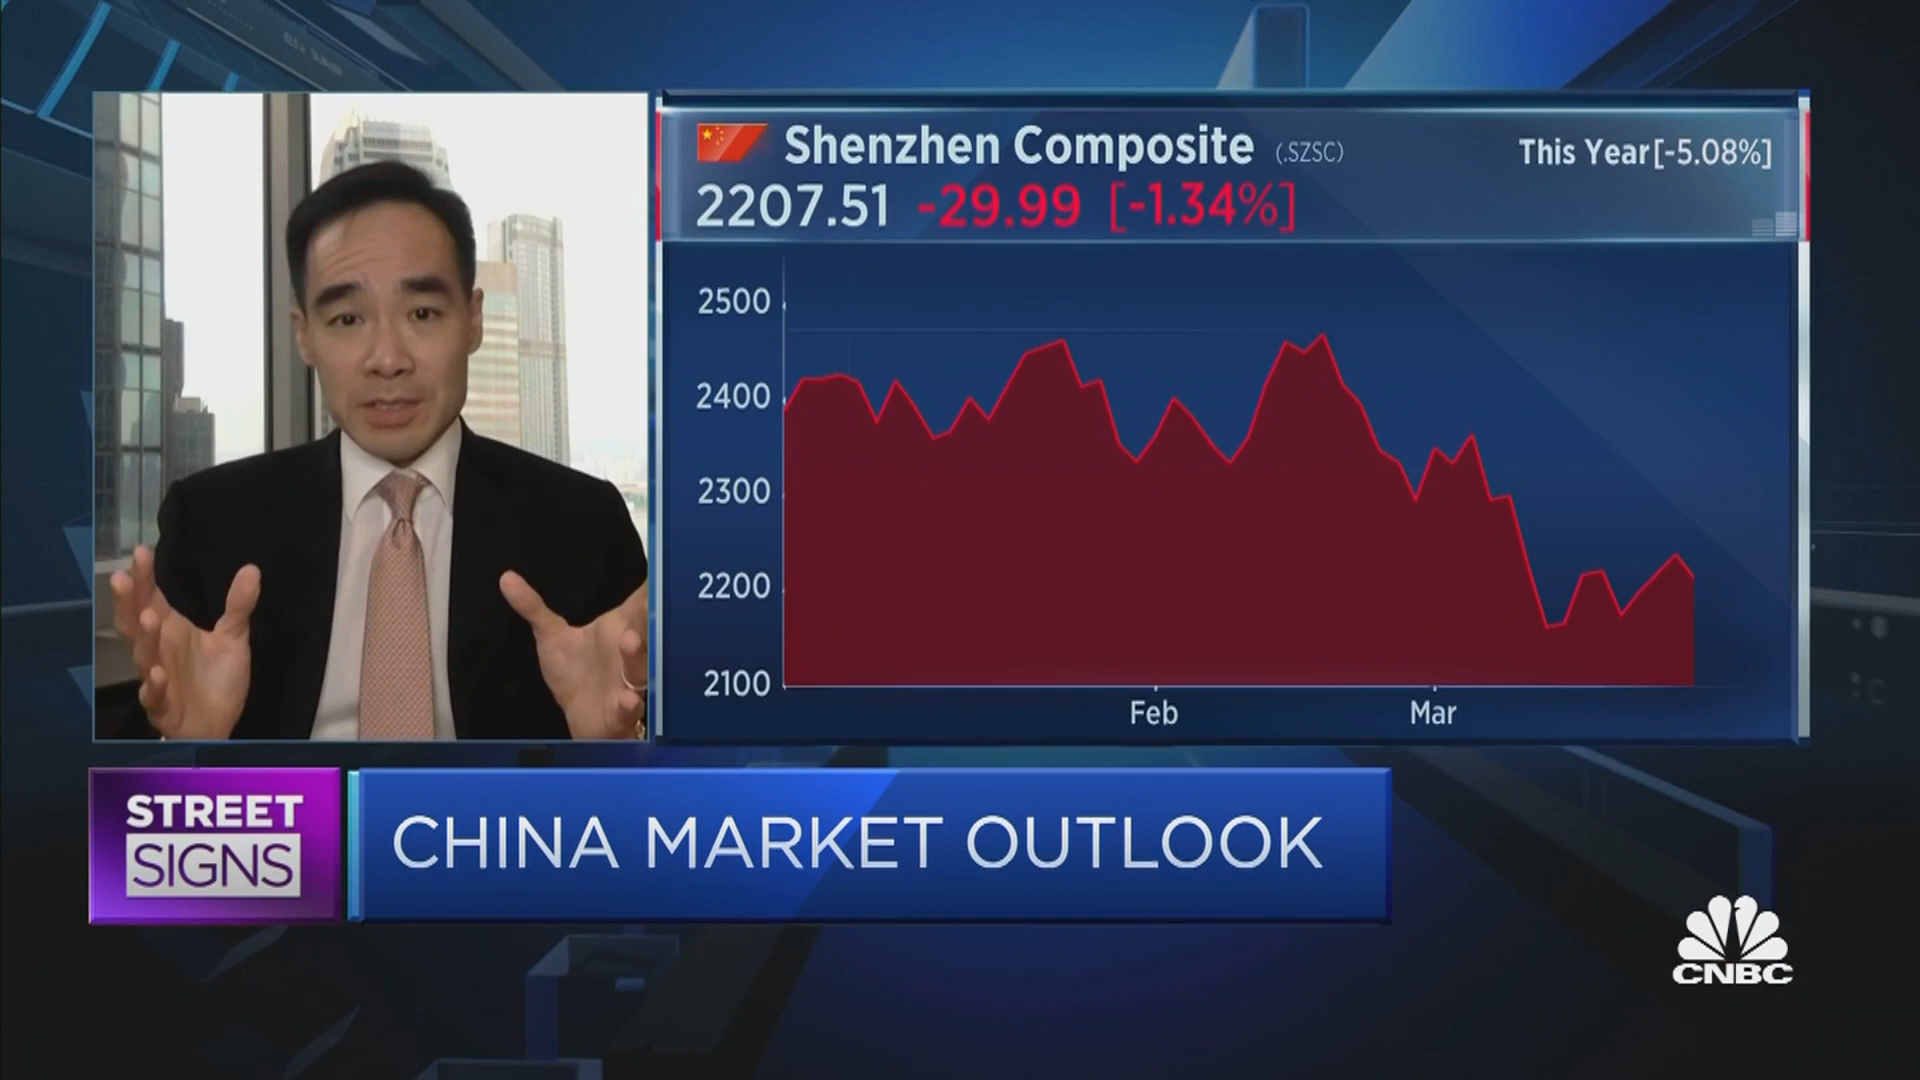 Shenzhen Composite (.SZSC) This Year[-5.08%]
2207.51 -29.99 [-1.34%]
2500
2400
2300
2200
2100
Feb Mar
STREET
SIGNS
CHINA MARKET OUTLOOK
CNBC